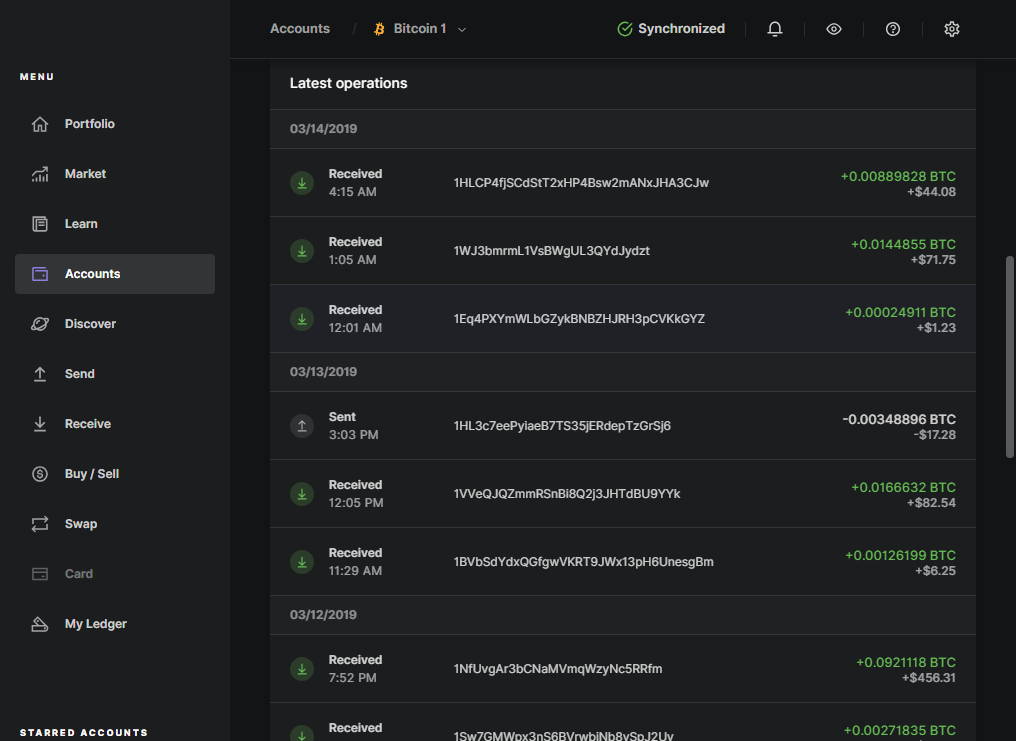 Accounts / Bitcoin 1 Synchronized
MENU
Portfolio
Market
Learn
Accounts
Discover
Send
Receive
Buy / Sell
Swap
Card
My Ledger
STARRED ACCOUNTS
Latest operations
03/14/2019
Received 1HLCP4fjSCdStT2xHP4Bsw2mANxJHA3CJw +0.00889828 BTC
4:15 AM +$44.08
Received 1WJ3bmrmL1VsBWgUL3QYdJydzt +0.0144855 BTC
1:05 AM +$71.75
Received 1Eq4PXYmWLbGZykBNBZHJRH3pCVKkGYZ +0.00024911 BTC
12:01 AM +$1.23
03/13/2019
Sent 1HL3c7eePyiaeB7TS35jERdepTzGrSj6 -0.00348896 BTC
3:03 PM -$17.28
Received 1VVeQJQZmmRSnBi8Q2j3JHTdBU9YYk +0.0166632 BTC
12:05 PM +$82.54
Received 1BVbSdYdxQGfgwVKRT9JWx13pH6UnesgBm +0.00126199 BTC
11:29 AM +$6.25
03/12/2019
Received 1NfUvgAr3bCNaMVmqWzyNc5RRfm +0.0921118 BTC
7:52 PM +$456.31
Received +0.00271835 BTC